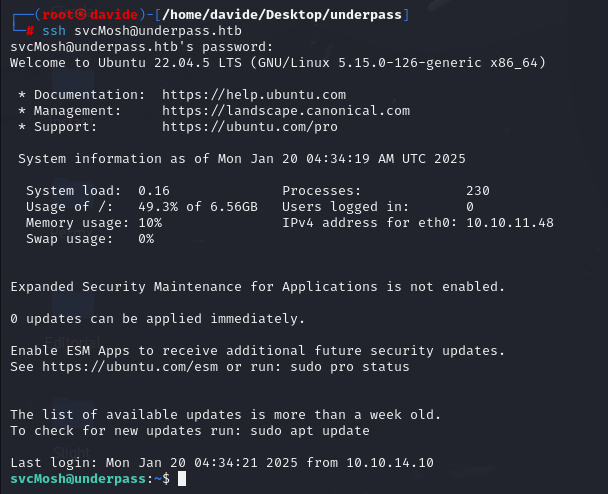 ┌──(root㉿davide)-[/home/davide/Desktop/underpass]
└─# ssh svcMosh@underpass.htb
svcMosh@underpass.htb's password:
Welcome to Ubuntu 22.04.5 LTS (GNU/Linux 5.15.0-126-generic x86_64)

 * Documentation:  https://help.ubuntu.com
 * Management:     https://landscape.canonical.com
 * Support:        https://ubuntu.com/pro

 System information as of Mon Jan 20 04:34:19 AM UTC 2025

  System load:  0.16              Processes:             230
  Usage of /:   49.3% of 6.56GB   Users logged in:       0
  Memory usage: 10%               IPv4 address for eth0: 10.10.11.48
  Swap usage:   0%

Expanded Security Maintenance for Applications is not enabled.

0 updates can be applied immediately.

Editorial
Enable ESM Apps to receive additional future security updates.
See https://ubuntu.com/esm or run: sudo pro status

The list of available updates is more than a week old.
To check for new updates run: sudo apt update

Slight
Last login: Mon Jan 20 04:34:21 2025 from 10.10.14.10
svcMosh@underpass:~$